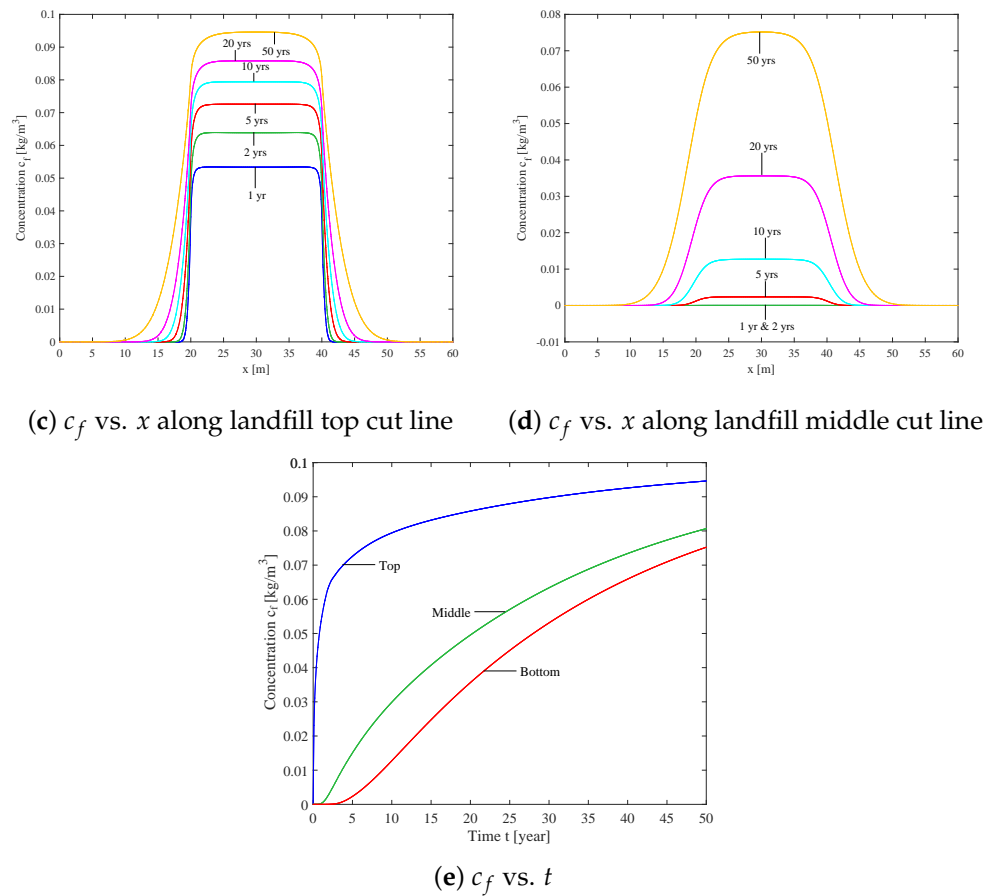 0.1
0.09
0.08
0.07
0.06
0.05
0.04
0.03
0.02
0.01
0
Concentration c_f [kg/m³]
20 yrs
50 yrs
10 yrs
5 yrs
2 yrs
1 yr
0 5 10 15 20 25 30 35 40 45 50 55 60
x [m]
(c) c_f vs. x along landfill top cut line
0.08
0.07
0.06
0.05
0.04
0.03
0.02
0.01
0
-0.01
Concentration c_f [kg/m³]
50 yrs
20 yrs
10 yrs
5 yrs
1 yr & 2 yrs
0 5 10 15 20 25 30 35 40 45 50 55 60
x [m]
(d) c_f vs. x along landfill middle cut line
0.1
0.09
0.08
0.07
0.06
0.05
0.04
0.03
0.02
0.01
0
Concentration c_f [kg/m³]
Top
Middle
Bottom
0 5 10 15 20 25 30 35 40 45 50
Time t [year]
(e) c_f vs. t